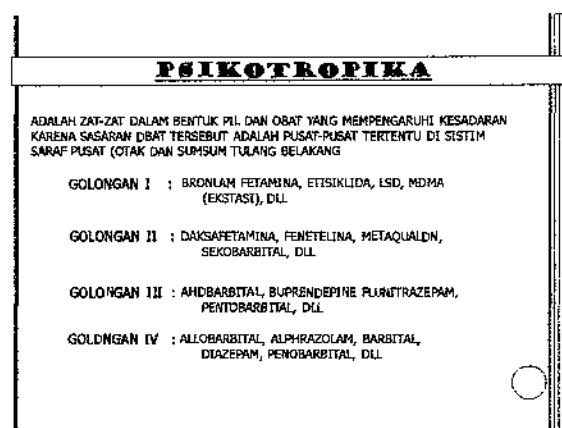 PSIKOTROPIKA
ADALAH ZAT-ZAT DALAM BENTUK PIL DAN OBAT YANG MEMPENGARUHI KESADARAN
KARENA SASARAN OBAT TERSEBUT ADALAH PUSAT-PUSAT TERTENTU DI SISTIM
SARAF PUSAT (OTAK DAN SUMSUM TULANG BELAKANG
GOLONGAN I : BRONLAM FETAMINA, ETISIKLIDA, LSD, MDMA
(EKSTASI), DLL
GOLONGAN II : DAKSAFETAMINA, FENETELINA, METAQUALON,
SEKOBARBITAL, DLL
GOLONGAN III : AHDBARBITAL, BUPRENDEPINE FLUNITRAZEPAM,
PENTOBARBITAL, DLL
GOLONGAN IV : ALLOBARBITAL, ALPHRAZOLAM, BARBITAL,
DIAZEPAM, PENOBARBITAL, DLL